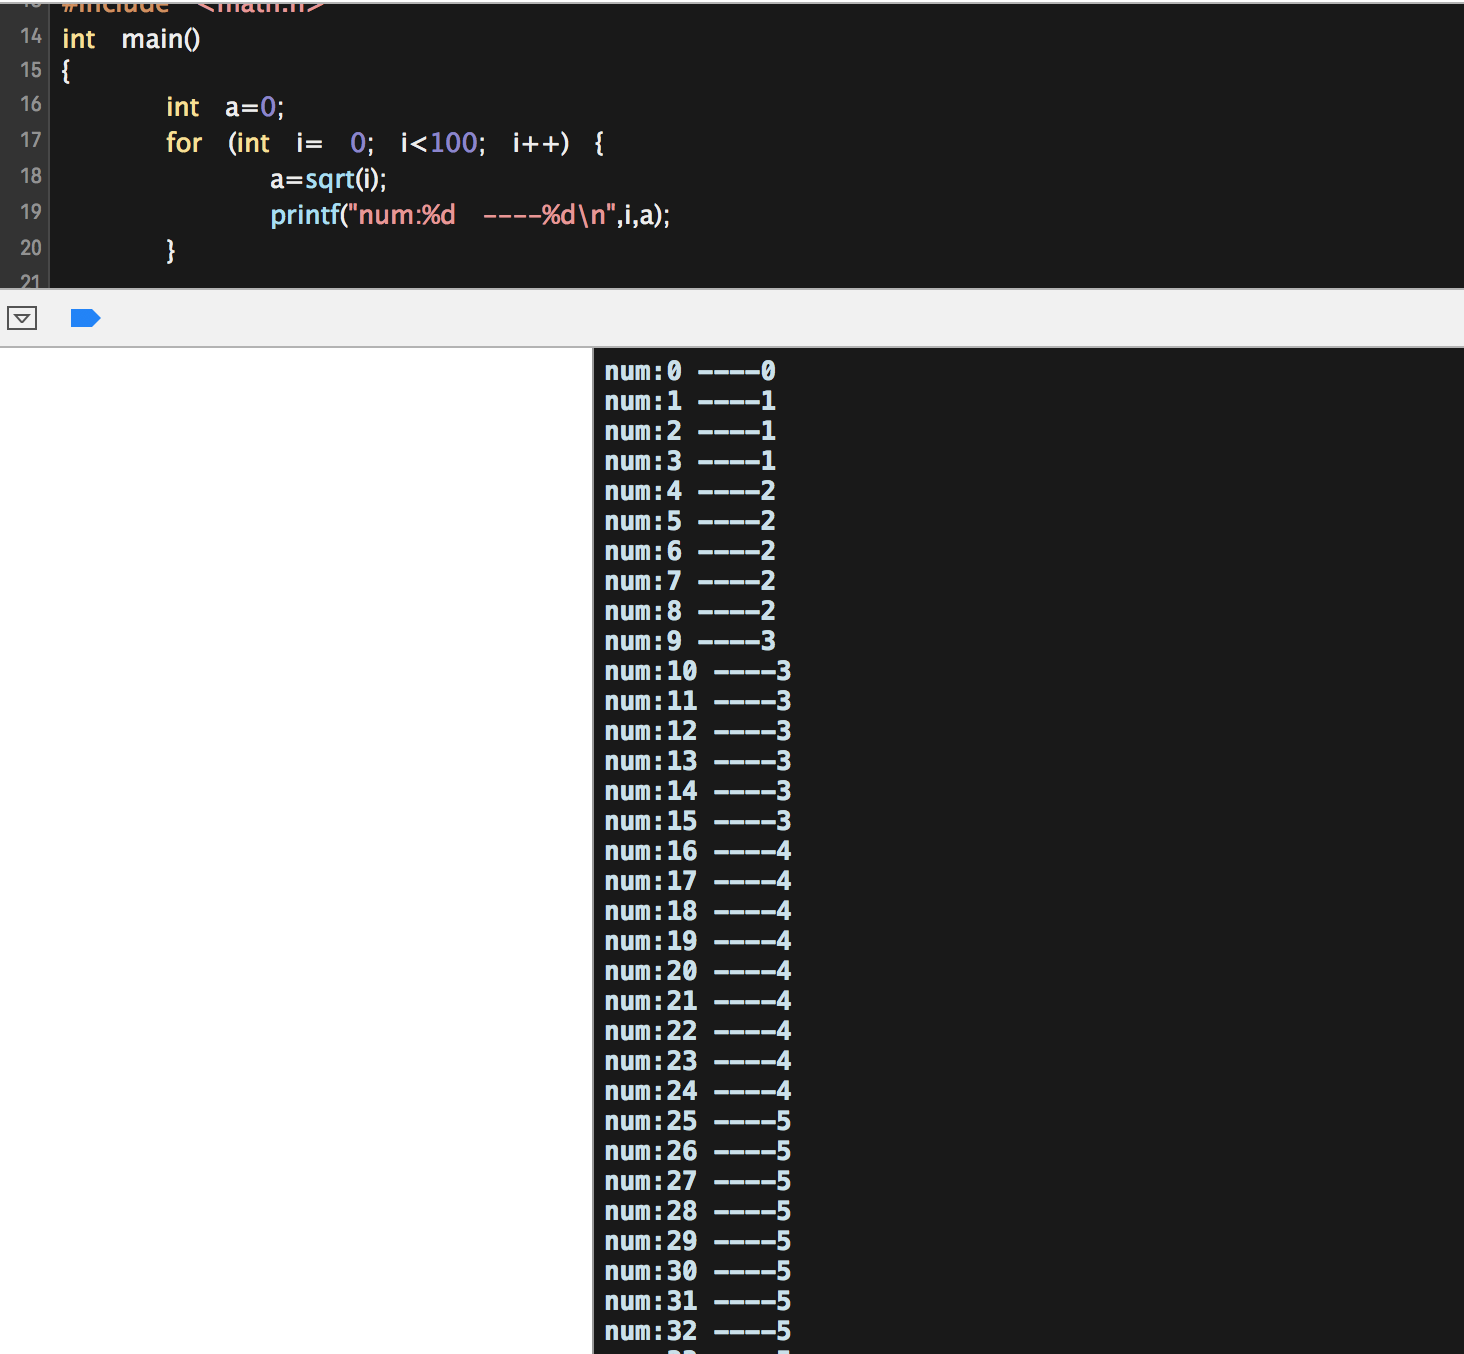 #include <math.h>
14 int main()
15 {
16 int a=0;
17 for (int i= 0; i<100; i++) {
18 a=sqrt(i);
19 printf("num:%d ----%d\n",i,a);
20 }
21
num:0 ----0
num:1 ----1
num:2 ----1
num:3 ----1
num:4 ----2
num:5 ----2
num:6 ----2
num:7 ----2
num:8 ----2
num:9 ----3
num:10 ----3
num:11 ----3
num:12 ----3
num:13 ----3
num:14 ----3
num:15 ----3
num:16 ----4
num:17 ----4
num:18 ----4
num:19 ----4
num:20 ----4
num:21 ----4
num:22 ----4
num:23 ----4
num:24 ----4
num:25 ----5
num:26 ----5
num:27 ----5
num:28 ----5
num:29 ----5
num:30 ----5
num:31 ----5
num:32 ----5